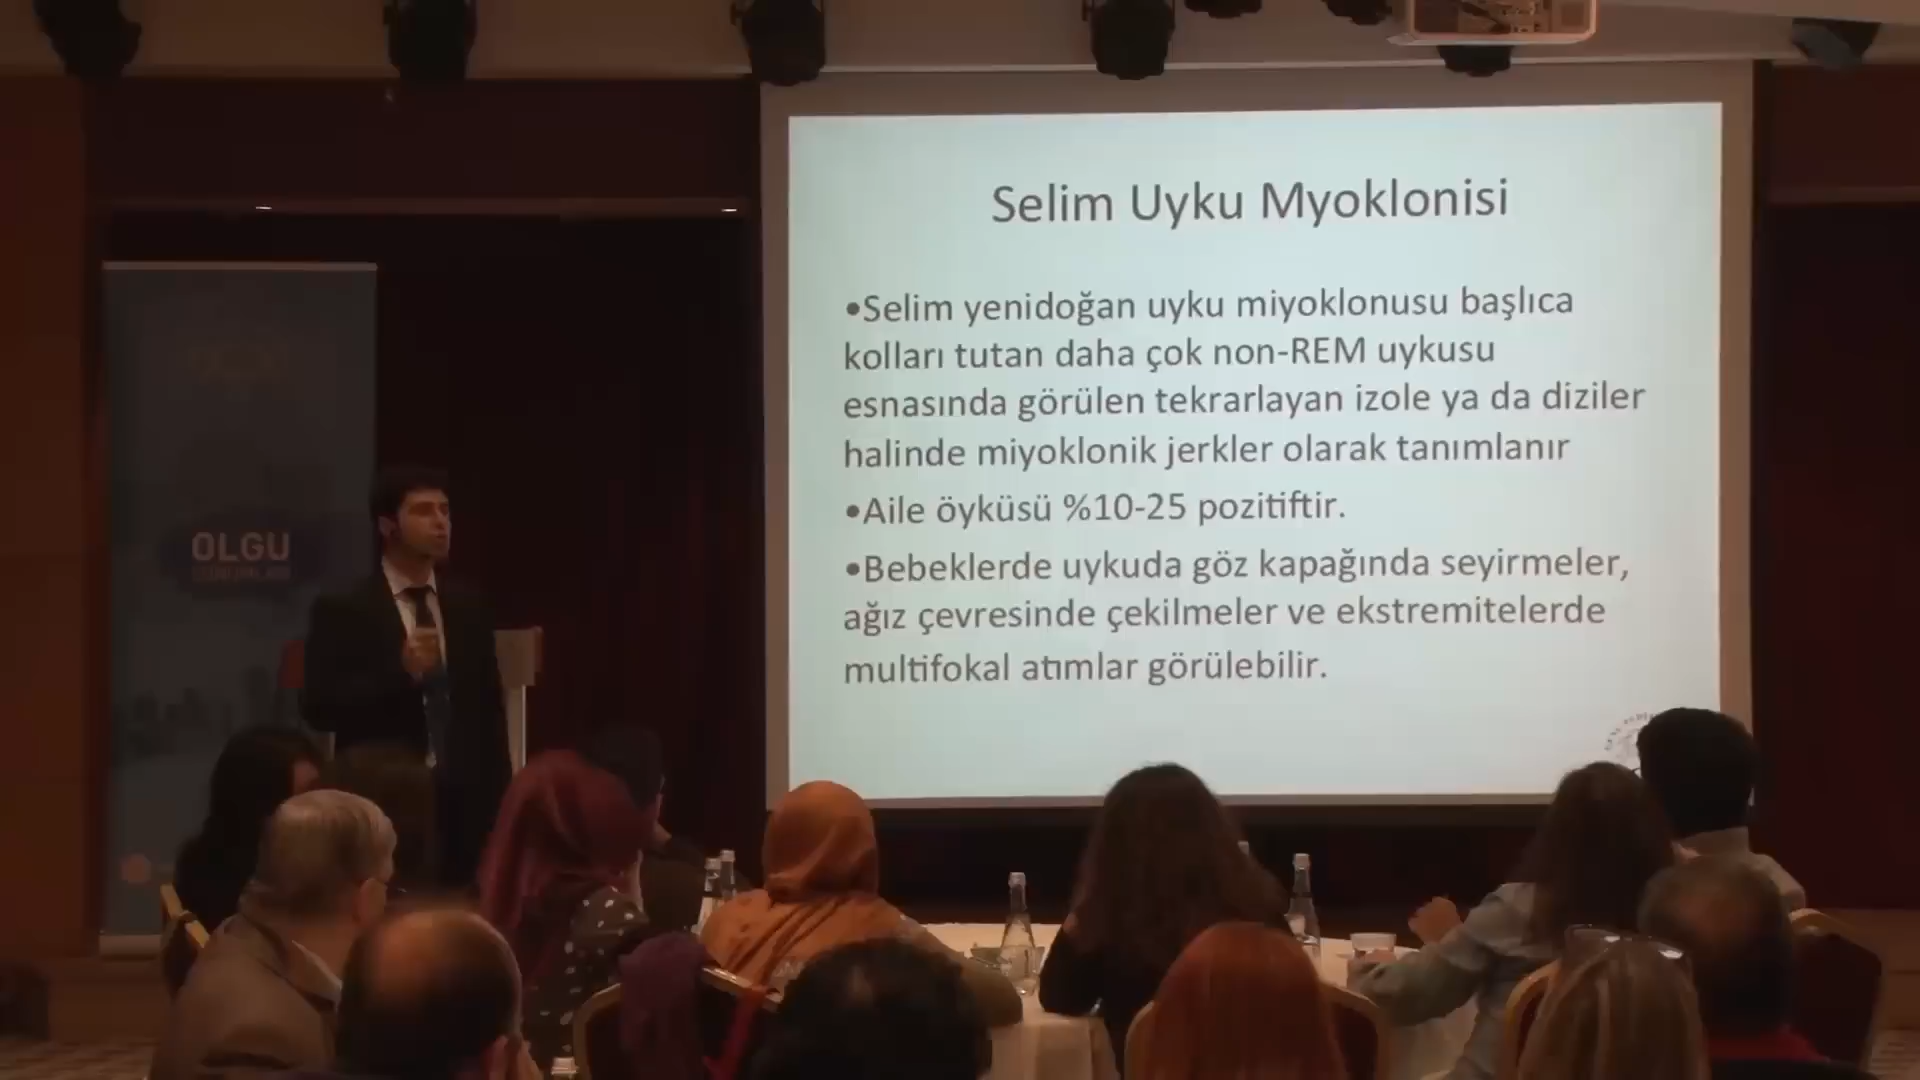 Selim Uyku Myoklonisi
•Selim yenidoğan uyku miyoklonusu başlıca
kolları tutan daha çok non-REM uykusu
esnasında görülen tekrarlayan izole ya da diziler
halinde miyoklonik jerkler olarak tanımlanır
•Aile öyküsü %10-25 pozitiftir.
•Bebeklerde uykuda göz kapağında seyirmeler,
ağız çevresinde çekilmeler ve ekstremitelerde
multifokal atımlar görülebilir.
OLGU